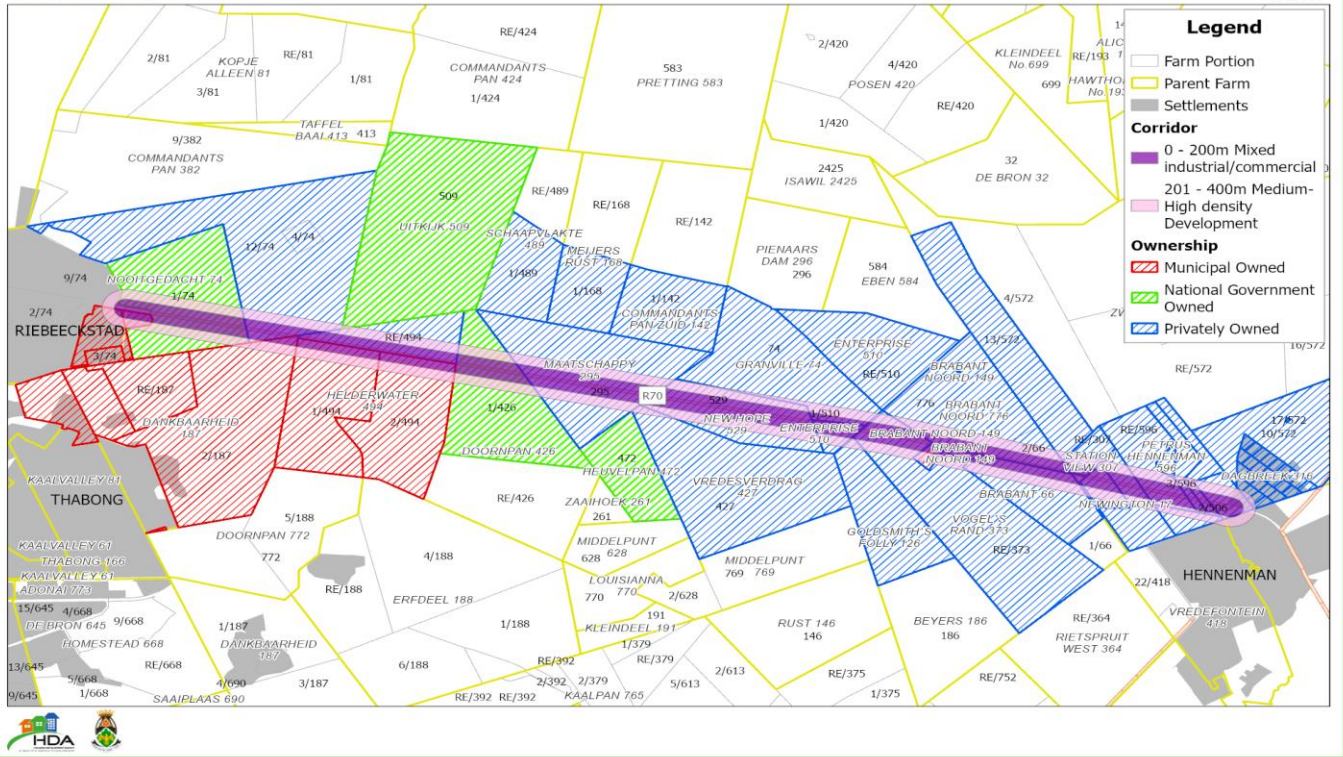 Legend
Farm Portion
Parent Farm
Settlements
Corridor
0 - 200m Mixed
industrial/commercial
201 - 400m Medium-
High density
Development
Ownership
Municipal Owned
National Government
Owned
Privately Owned
RE/424
2/81
KOPJE
ALLEEN 81
RE/81
3/81
1/81
COMMANDANTS
PAN 424
1/424
583
PRETTING 583
2/420
4/420
POSEN 420
RE/420
1/420
KLEINDEEL
No.699
699
RE/193
TAFFEL
BAAI 413
413
9/382
COMMANDANTS
PAN 382
2425
ISAWIL 2425
32
DE BRON 32
509
UITKIJK 509
RE/489
RE/168
RE/142
SCHAAPVLAKTE
489
MEIJERS
RUST 168
1/489
1/168
1/142
COMMANDANTS
PAN ZUID 142
PIENAARS
DAM 296
296
584
EBEN 584
4/572
13/572
16/572
RE/572
4/74
12/74
9/74
NOOITGEDACHT 74
1/74
2/74
RIEBEECKSTAD
3/74
RE/494
MAATSCHAPPY
295
295
R70
74
GRANVILLE 74
ENTERPRISE
510
RE/510
BRABANT
NOORD 149
776
BRABANT
NOORD 776
529
NEW HOPE
529
1/510
ENTERPRISE
510
BRABANT NOORD 149
BRABANT
NOORD 149
2/66
RE/307
STATION
VIEW 307
RE/596
PETRUS
HENNENMAN
596
3/596
17/572
10/572
DAGBREEK 316
2/506
NEWINGTON 17
RE/187
DANKBAARHEID
187
2/187
1/494
HELDERWATER
494
2/494
1/426
DOORNPAN 426
472
HEUVELPAN 472
VREDESVERDRAG
427
427
BRABANT 66
VOGEL'S
RAND 373
RE/373
GOLDSMITH'S
FOLLY 126
1/66
HENNENMAN
22/418
VREDEFONTEIN
418
KAALVALLEY 61
THABONG
RE/426
ZAAIHOEK 261
261
5/188
DOORNPAN 772
772
MIDDELPUNT
628
628
MIDDELPUNT
769
769
KAALVALLEY 61
THABONG 166
KAALVALLEY 61
ADONAI 773
4/188
RE/188
ERFDEEL 188
LOUISIANNA
770
770
2/628
191
KLEINDEEL 191
15/645
4/668
DE BRON 645
9/668
1/187
1/188
RUST 146
146
BEYERS 186
186
RE/364
RIETSPRUIT
WEST 364
HOMESTEAD 668
DANKBAARHEID
187
1/379
RE/379
RE/392
13/645
RE/668
6/188
2/613
RE/375
RE/752
5/668
4/690
3/187
2/392
2/379
5/613
9/645
1/668
SAAIPLAAS 690
RE/392
RE/392
KAALPAN 765
1/375
HDA